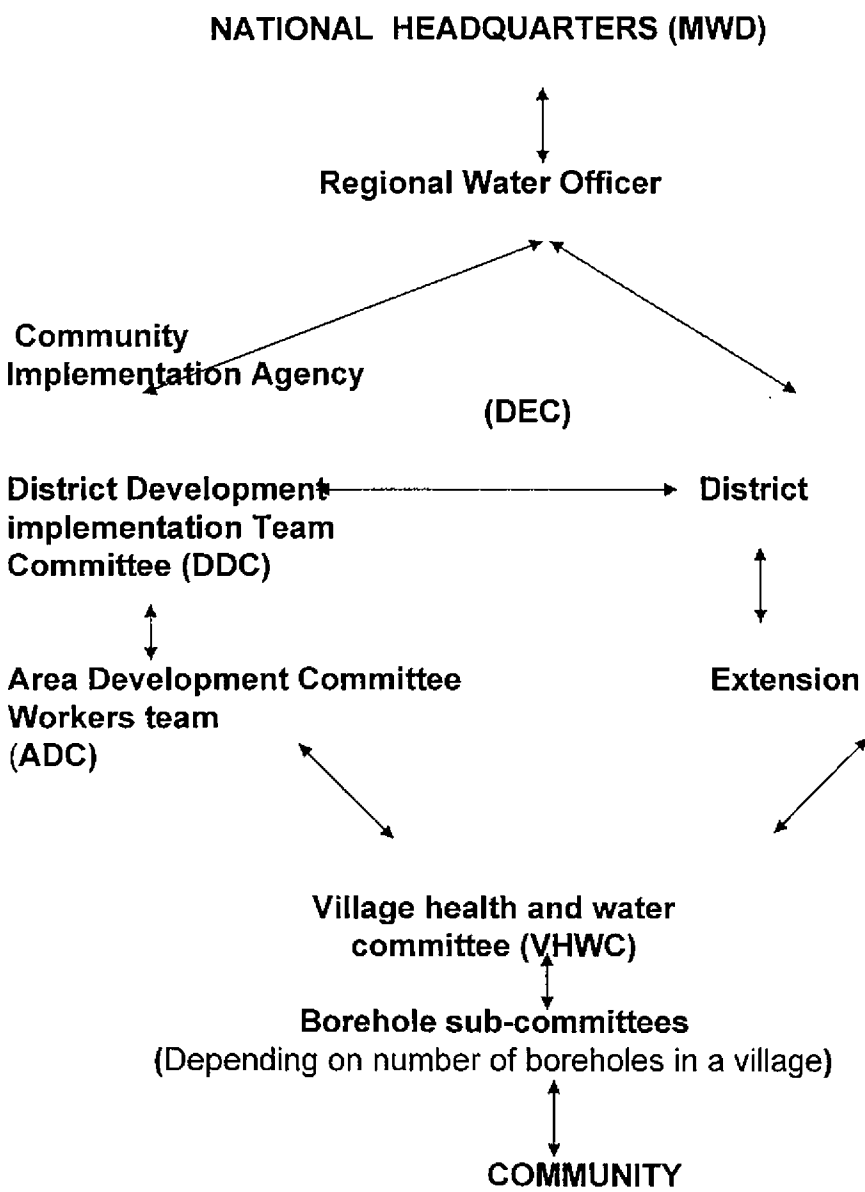 NATIONAL HEADQUARTERS (MWD)
Regional Water Officer
Community
Implementation Agency
(DEC)
District Development District
implementation Team
Committee (DDC)
Area Development Committee Extension
Workers team
(ADC)
Village health and water
committee (VHWC)
Borehole sub-committees
(Depending on number of boreholes in a village)
COMMUNITY